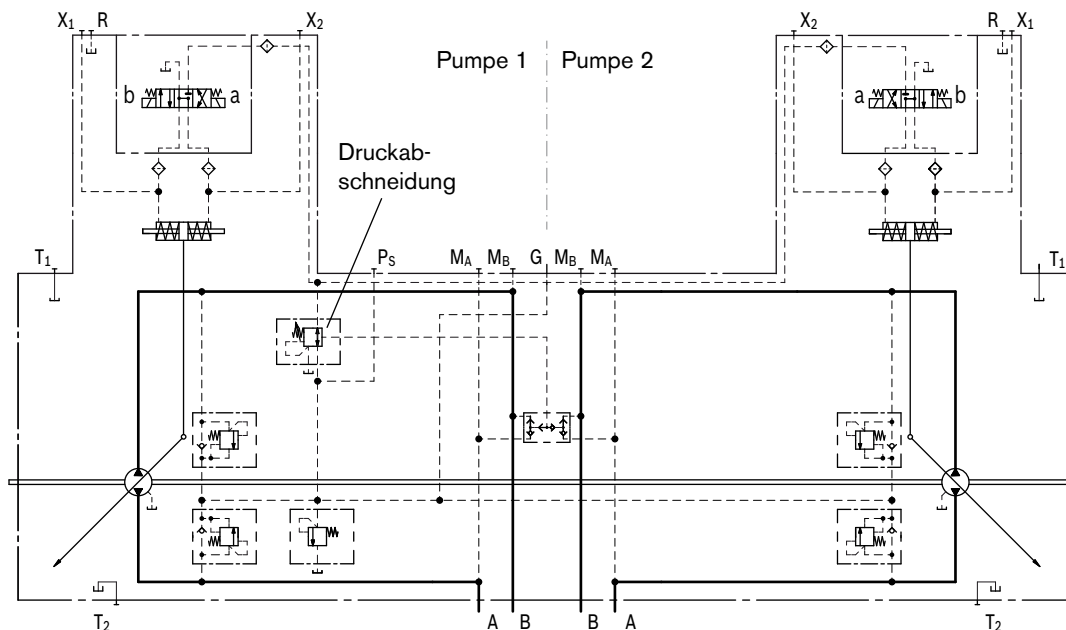 X1 R X2 X2 R X1
Pumpe 1 Pumpe 2
b a a b
Druckab-
schneidung
T1 PS MA MB G MB MA T1
T2 A B B A T2